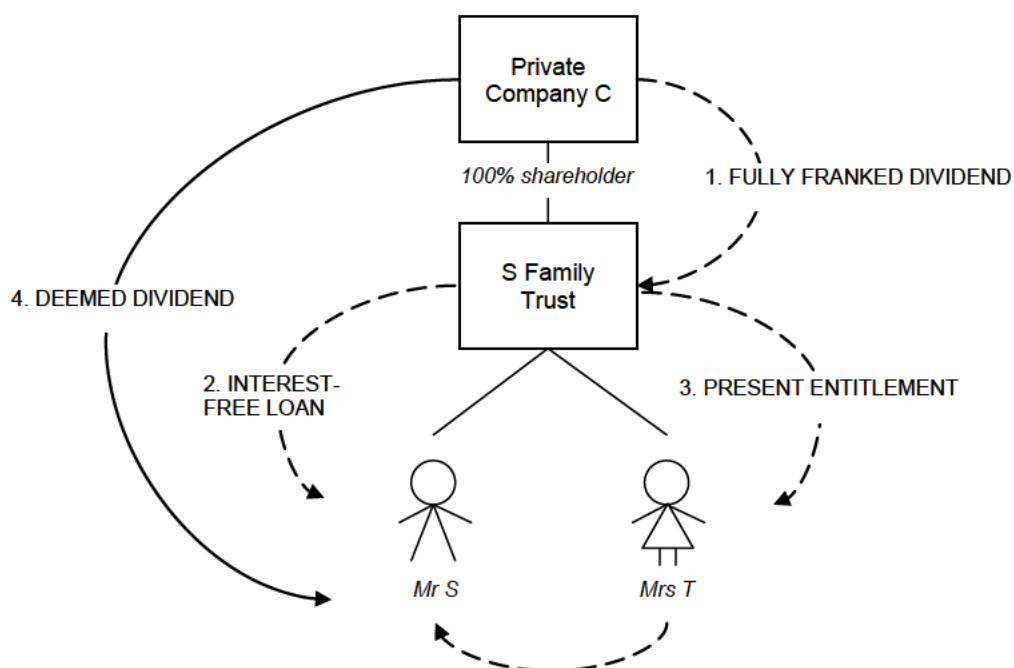 Private
Company C
100% shareholder
1. FULLY FRANKED DIVIDEND
S Family
Trust
4. DEEMED DIVIDEND
2. INTEREST-
FREE LOAN
3. PRESENT ENTITLEMENT
Mr S
Mrs T